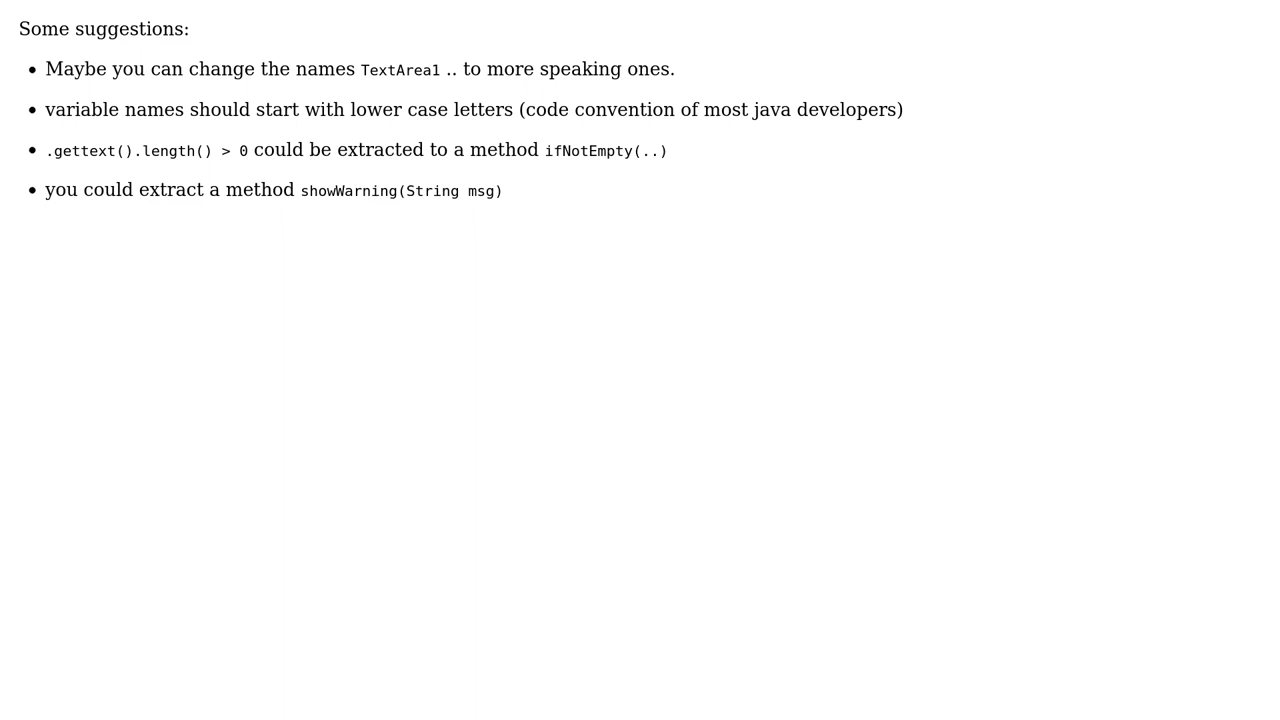 Some suggestions:
• Maybe you can change the names TextArea1 .. to more speaking ones.
• variable names should start with lower case letters (code convention of most java developers)
• .gettext().length() > 0 could be extracted to a method ifNotEmpty(..)
• you could extract a method showWarning(String msg)